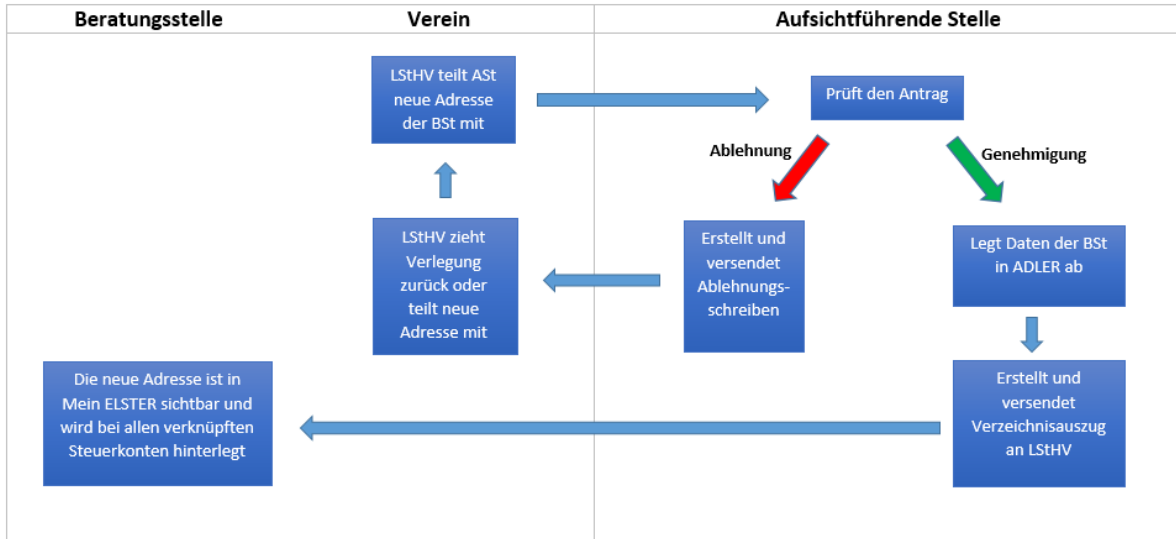 Beratungsstelle
Verein
Aufsichtführende Stelle
LStHV teilt ASt
neue Adresse
der BSt mit
Prüft den Antrag
Ablehnung
Genehmigung
LStHV zieht
Verlegung
zurück oder
teilt neue
Adresse mit
Erstellt und
versendet
Ablehnungs-
schreiben
Legt Daten der BSt
in ADLER ab
Die neue Adresse ist in
Mein ELSTER sichtbar und
wird bei allen verknüpften
Steuerkonten hinterlegt
Erstellt und
versendet
Verzeichnisauszug
an LStHV